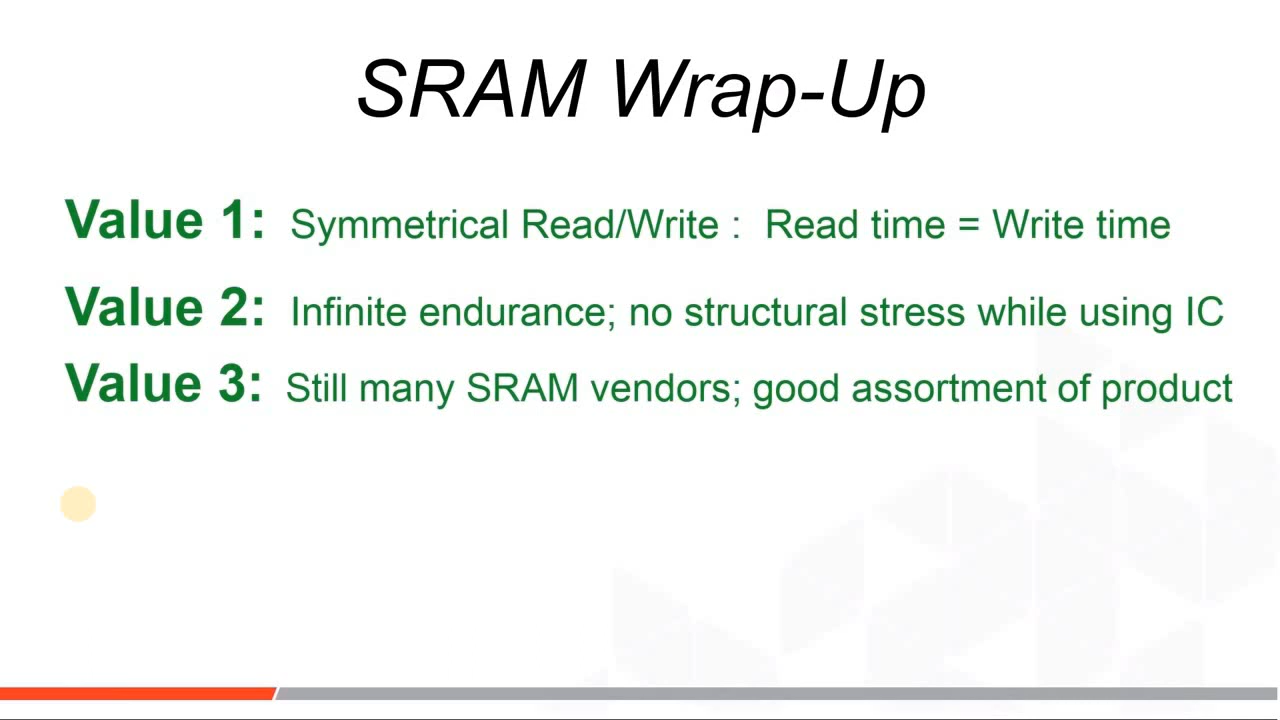 SRAM Wrap-Up
Value 1: Symmetrical Read/Write : Read time = Write time
Value 2: Infinite endurance; no structural stress while using IC
Value 3: Still many SRAM vendors; good assortment of product